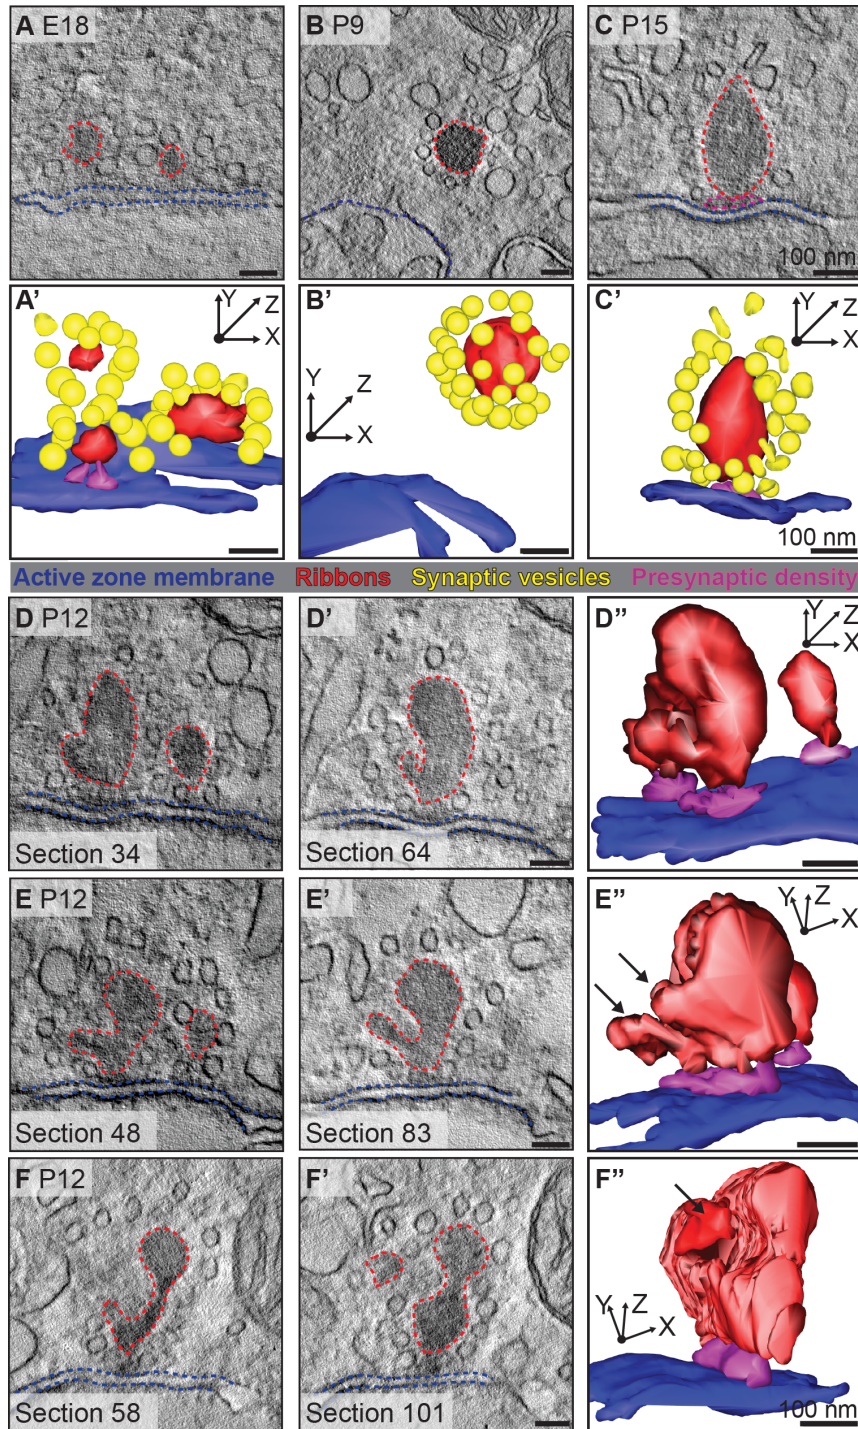 A E18
B P9
C P15
100 nm
A'
Y
Z
X
B'
Y
Z
X
C'
Y
Z
X
100 nm
Active zone membrane Ribbons Synaptic vesicles Presynaptic density
D P12
Section 34
D'
Section 64
D''
Y
Z
X
E P12
Section 48
E'
Section 83
E''
Y
Z
X
F P12
Section 58
F'
Section 101
F''
Y
Z
X
100 nm